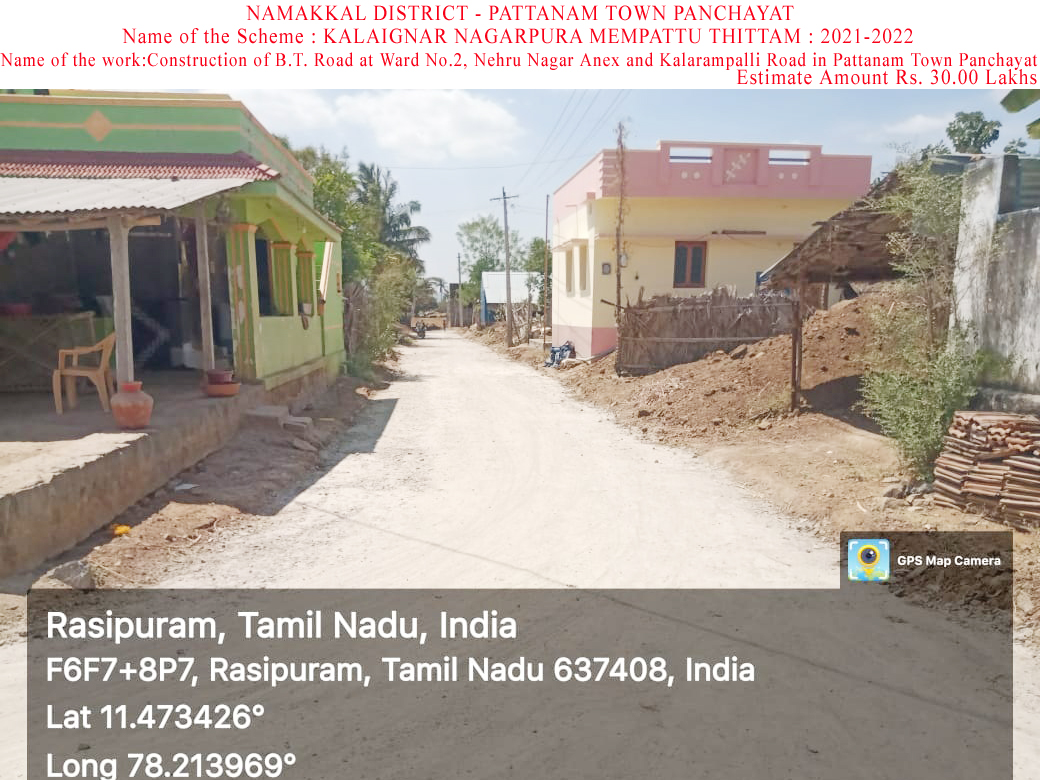 NAMAKKAL DISTRICT - PATTANAM TOWN PANCHAYAT
Name of the Scheme : KALAIGNAR NAGARPURA MEMPATTU THITTAM : 2021-2022
Name of the work:Construction of B.T. Road at Ward No.2, Nehru Nagar Anex and Kalarampalli Road in Pattanam Town Panchayat
Estimate Amount Rs. 30.00 Lakhs
GPS Map Camera
Rasipuram, Tamil Nadu, India
F6F7+8P7, Rasipuram, Tamil Nadu 637408, India
Lat 11.473426°
Long 78.213969°